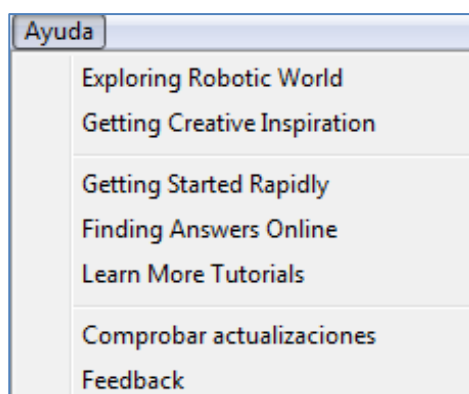 Ayuda
Exploring Robotic World
Getting Creative Inspiration
Getting Started Rapidly
Finding Answers Online
Learn More Tutorials
Comprobar actualizaciones
Feedback